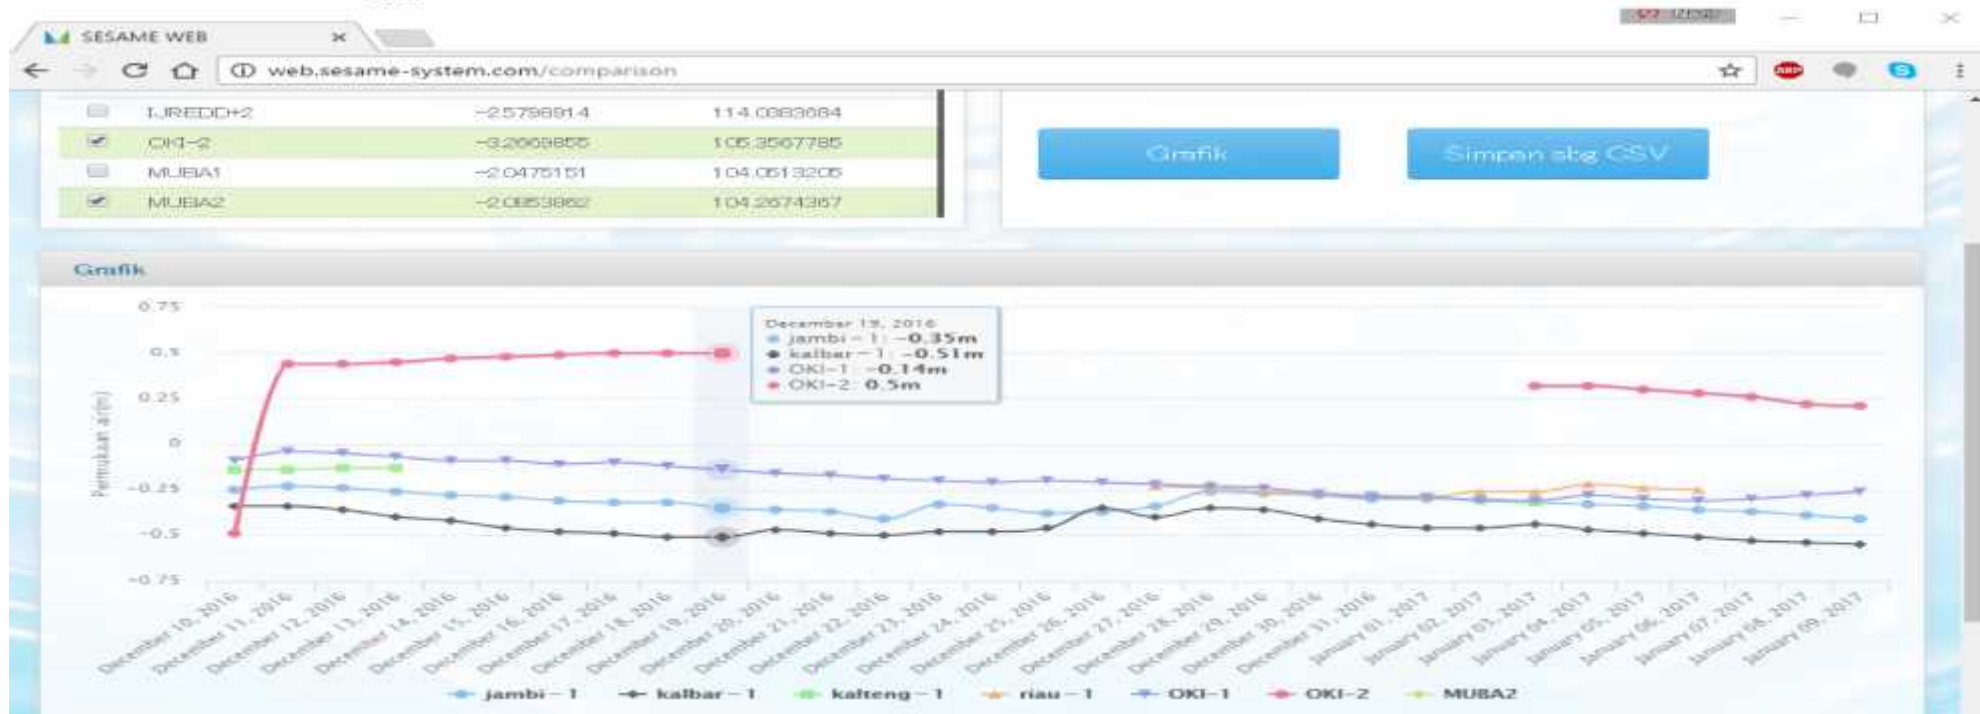 SESAME WEB
web.sesame-system.com/comparison
IJREDD+2 -2.5798914 114.0383684
OKI-2 -3.2669855 105.3567785
MUBA1 -2.0475151 104.0513205
MUBA2 -2.0853862 104.2674367
Grafik Simpan sbg CSV
Grafik
0.75
0.5
0.25
0
-0.25
-0.5
-0.75
Permukaan air(m)
December 19, 2016
jambi-1: -0.35m
kalbar-1: -0.51m
OKI-1: -0.14m
OKI-2: 0.5m
December 10, 2016
December 11, 2016
December 12, 2016
December 13, 2016
December 14, 2016
December 15, 2016
December 16, 2016
December 17, 2016
December 18, 2016
December 19, 2016
December 20, 2016
December 21, 2016
December 22, 2016
December 23, 2016
December 24, 2016
December 25, 2016
December 26, 2016
December 27, 2016
December 28, 2016
December 29, 2016
December 30, 2016
December 31, 2016
January 01, 2017
January 02, 2017
January 03, 2017
January 04, 2017
January 05, 2017
January 06, 2017
January 07, 2017
January 08, 2017
January 09, 2017
jambi-1 kalbar-1 kalteng-1 riau-1 OKI-1 OKI-2 MUBA2